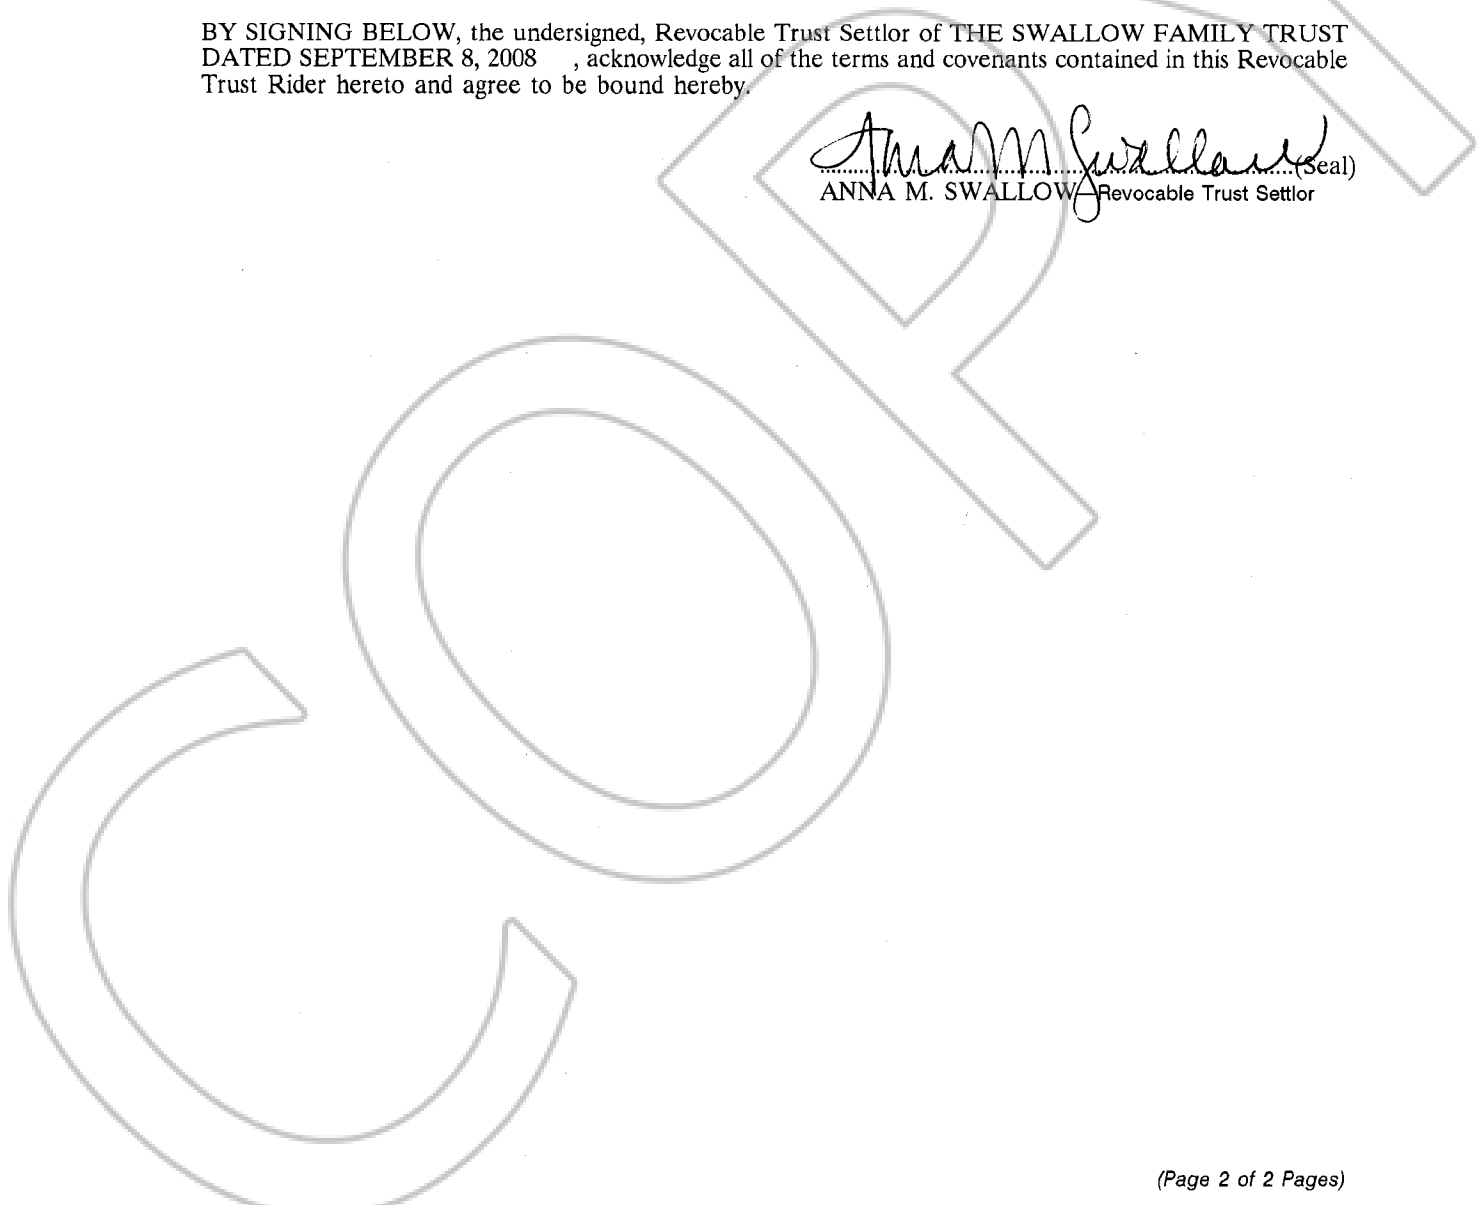 BY SIGNING BELOW, the undersigned, Revocable Trust Settlor of THE SWALLOW FAMILY TRUST
DATED SEPTEMBER 8, 2008 , acknowledge all of the terms and covenants contained in this Revocable
Trust Rider hereto and agree to be bound hereby.
Anna M Swallow (Seal)
ANNA M. SWALLOW-Revocable Trust Settlor
COPY
(Page 2 of 2 Pages)